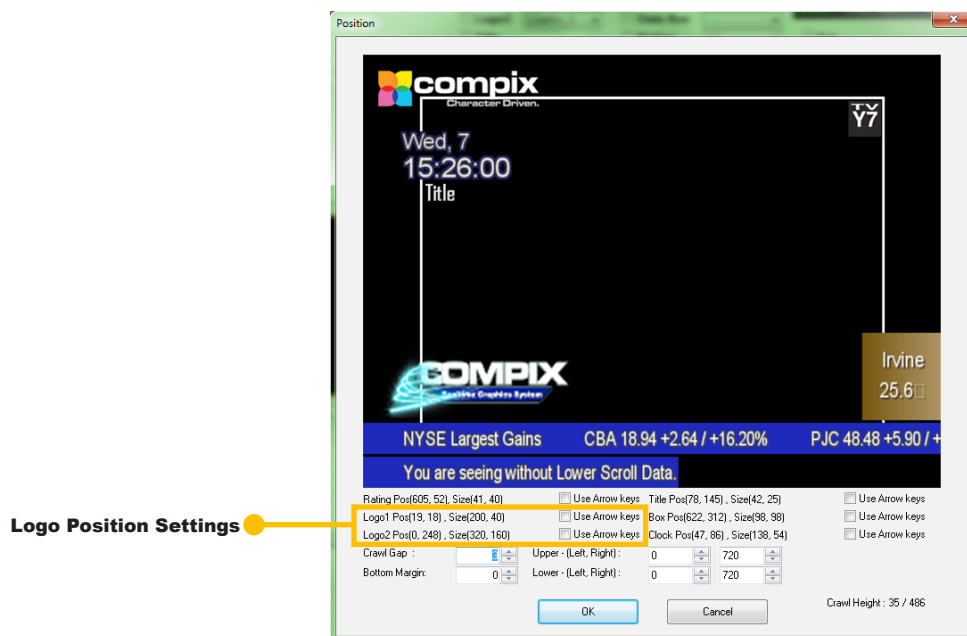 Position
compix
Character Driven.
TV
Y7
Wed, 7
15:26:00
Title
COMPIX
Irvine
25.6
NYSE Largest Gains CBA 18.94 +2.64 / +16.20% PJC 48.48 +5.90 / +
You are seeing without Lower Scroll Data.
Rating Pos(605, 52), Size(41, 40) Use Arrow keys Title Pos(78, 145) , Size(42, 25) Use Arrow keys
Logo Position Settings
Logo1 Pos(19, 18) , Size(200, 40) Use Arrow keys Box Pos(622, 312) , Size(98, 98) Use Arrow keys
Logo2 Pos(0, 248) , Size(320, 160) Use Arrow keys Clock Pos(47, 86) , Size(138, 54) Use Arrow keys
Crawl Gap : 3 Upper - (Left, Right) : 0 720
Bottom Margin: 0 Lower - (Left, Right) : 0 720
OK Cancel Crawl Height : 35 / 486